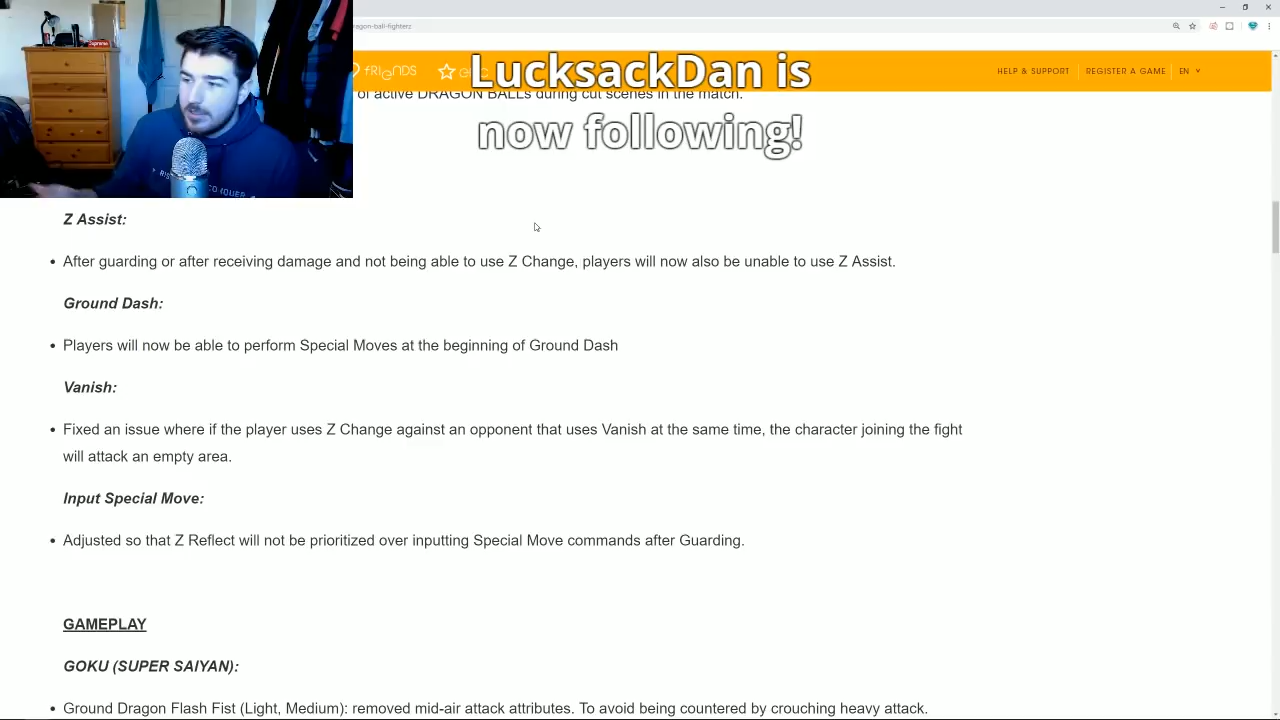 ragon-ball-fighterz
FRIENDS
HELP & SUPPORT
REGISTER A GAME
EN
LucksackDan is
now following!
of active DRAGON BALLs during cut scenes in the match.
Supreme
Z Assist:
• After guarding or after receiving damage and not being able to use Z Change, players will now also be unable to use Z Assist.
Ground Dash:
• Players will now be able to perform Special Moves at the beginning of Ground Dash
Vanish:
• Fixed an issue where if the player uses Z Change against an opponent that uses Vanish at the same time, the character joining the fight
will attack an empty area.
Input Special Move:
• Adjusted so that Z Reflect will not be prioritized over inputting Special Move commands after Guarding.
GAMEPLAY
GOKU (SUPER SAIYAN):
• Ground Dragon Flash Fist (Light, Medium): removed mid-air attack attributes. To avoid being countered by crouching heavy attack.